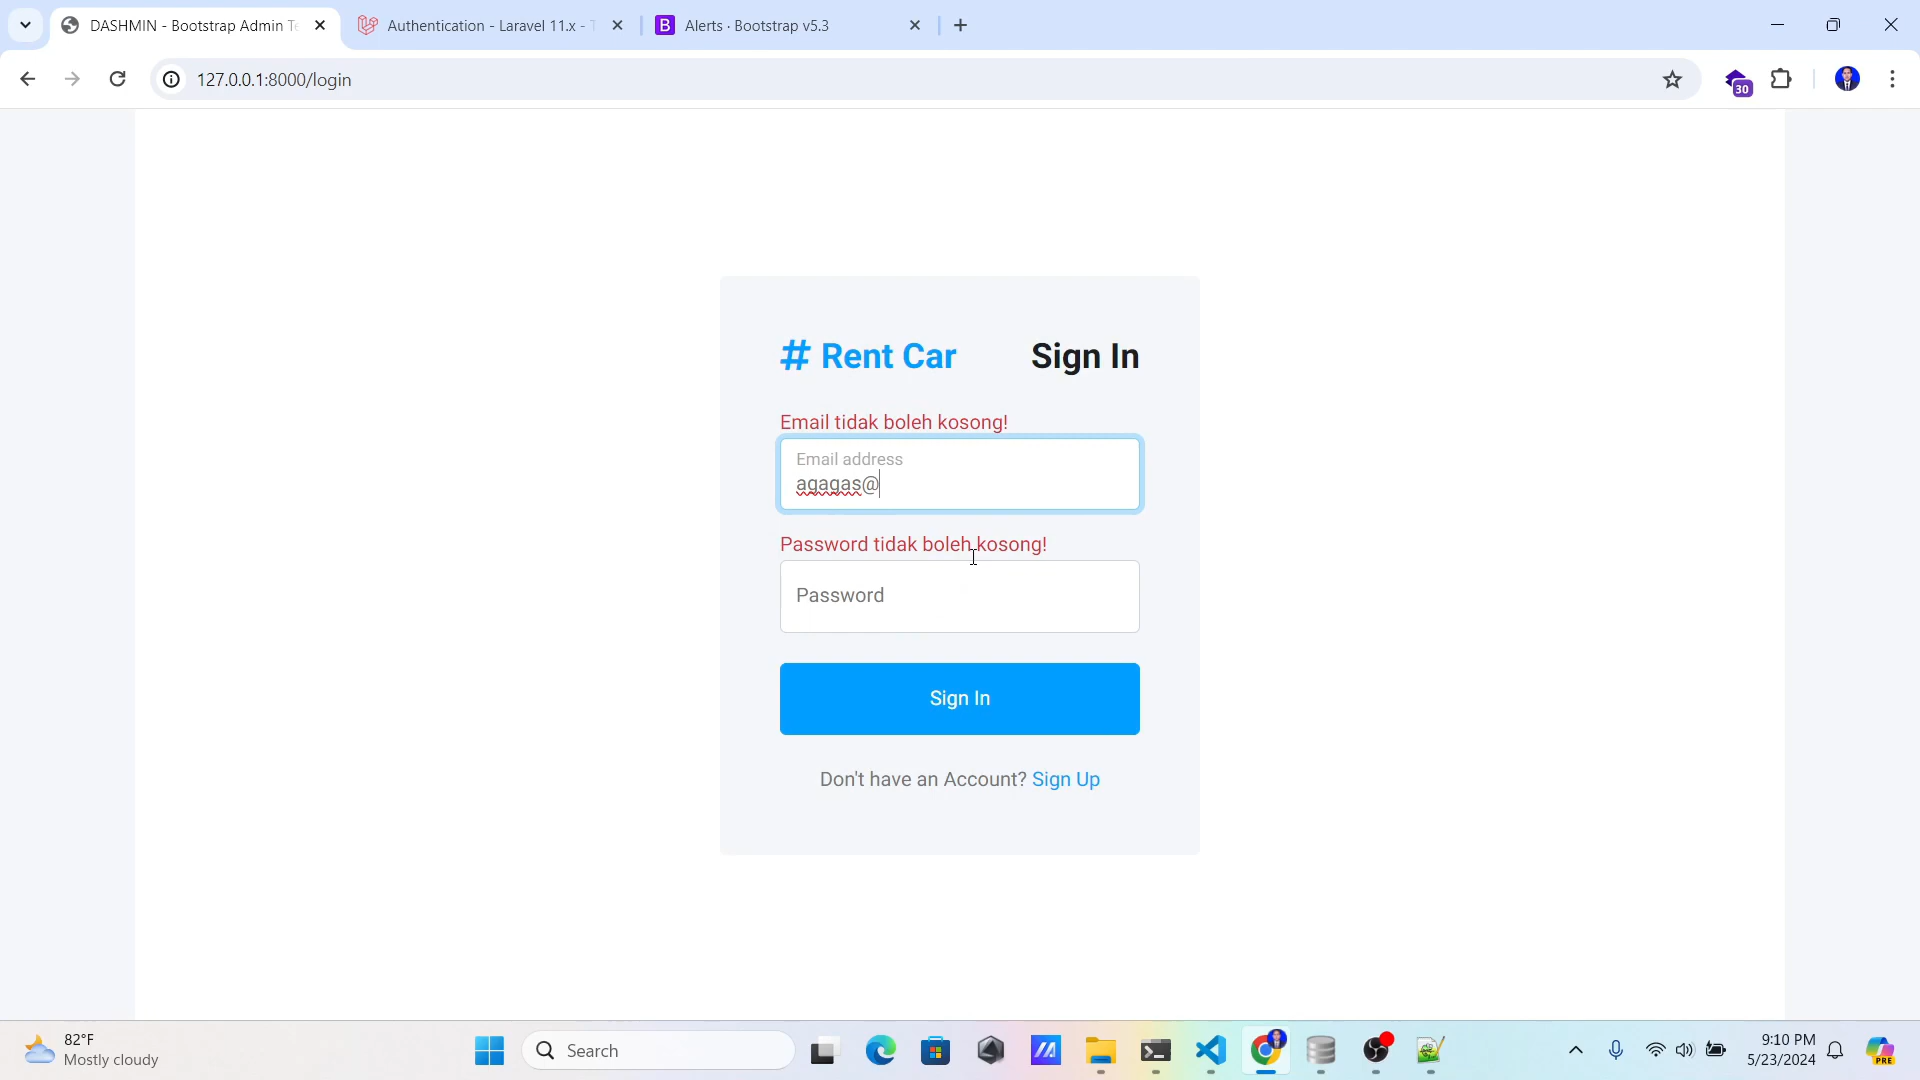 DASHMIN - Bootstrap Admin Te
Authentication - Laravel 11.x - T
B Alerts · Bootstrap v5.3
127.0.0.1:8000/login
30
# Rent Car
Sign In
Email tidak boleh kosong!
Email address
agagas@
Password tidak boleh kosong!
Password
Sign In
Don't have an Account? Sign Up
82°F
Mostly cloudy
Search
9:10 PM
5/23/2024
PRE